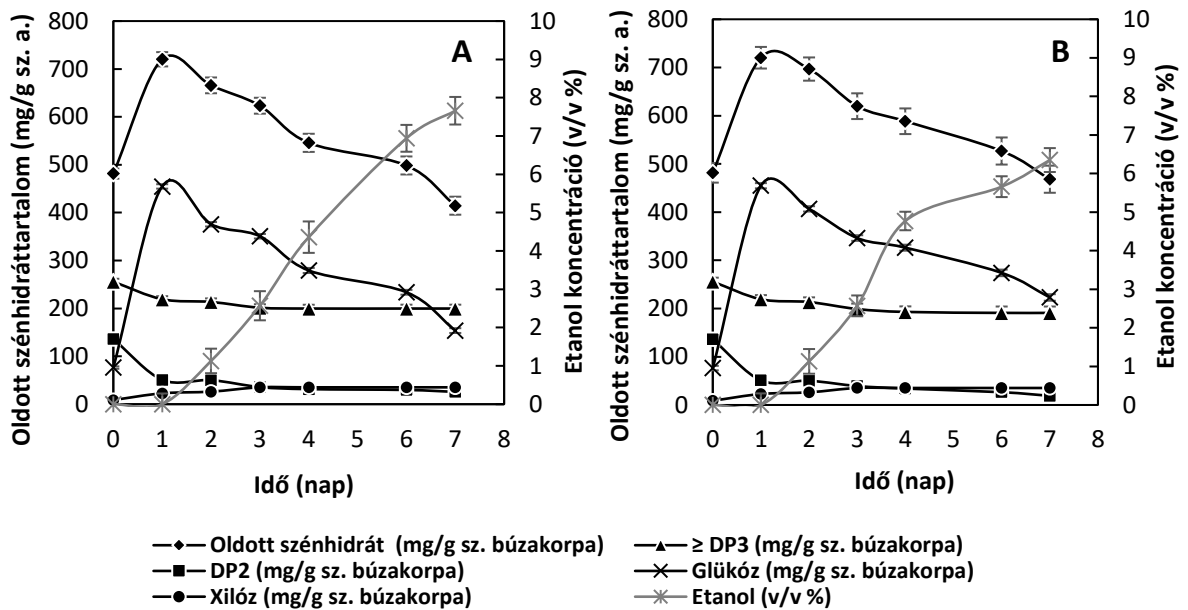 Oldott szénhidráttartalom (mg/g sz. a.)
800
700
600
500
400
300
200
100
0
A
10
9
8
7
6
5
4
3
2
1
0
Etanol koncentráció (v/v %)
0 1 2 3 4 5 6 7 8
Idő (nap)
Oldott szénhidráttartalom (mg/g sz. a.)
800
700
600
500
400
300
200
100
0
B
10
9
8
7
6
5
4
3
2
1
0
Etanol koncentráció (v/v %)
0 1 2 3 4 5 6 7 8
Idő (nap)
Oldott szénhidrát (mg/g sz. búzakorpa)
≥ DP3 (mg/g sz. búzakorpa)
DP2 (mg/g sz. búzakorpa)
Glükóz (mg/g sz. búzakorpa)
Xilóz (mg/g sz. búzakorpa)
Etanol (v/v %)